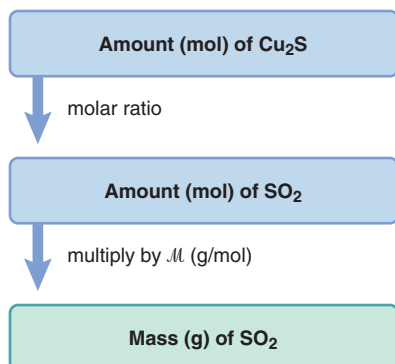 Amount (mol) of Cu₂S
molar ratio
Amount (mol) of SO₂
multiply by ℳ (g/mol)
Mass (g) of SO₂